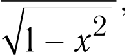 √(1 − x²) ,